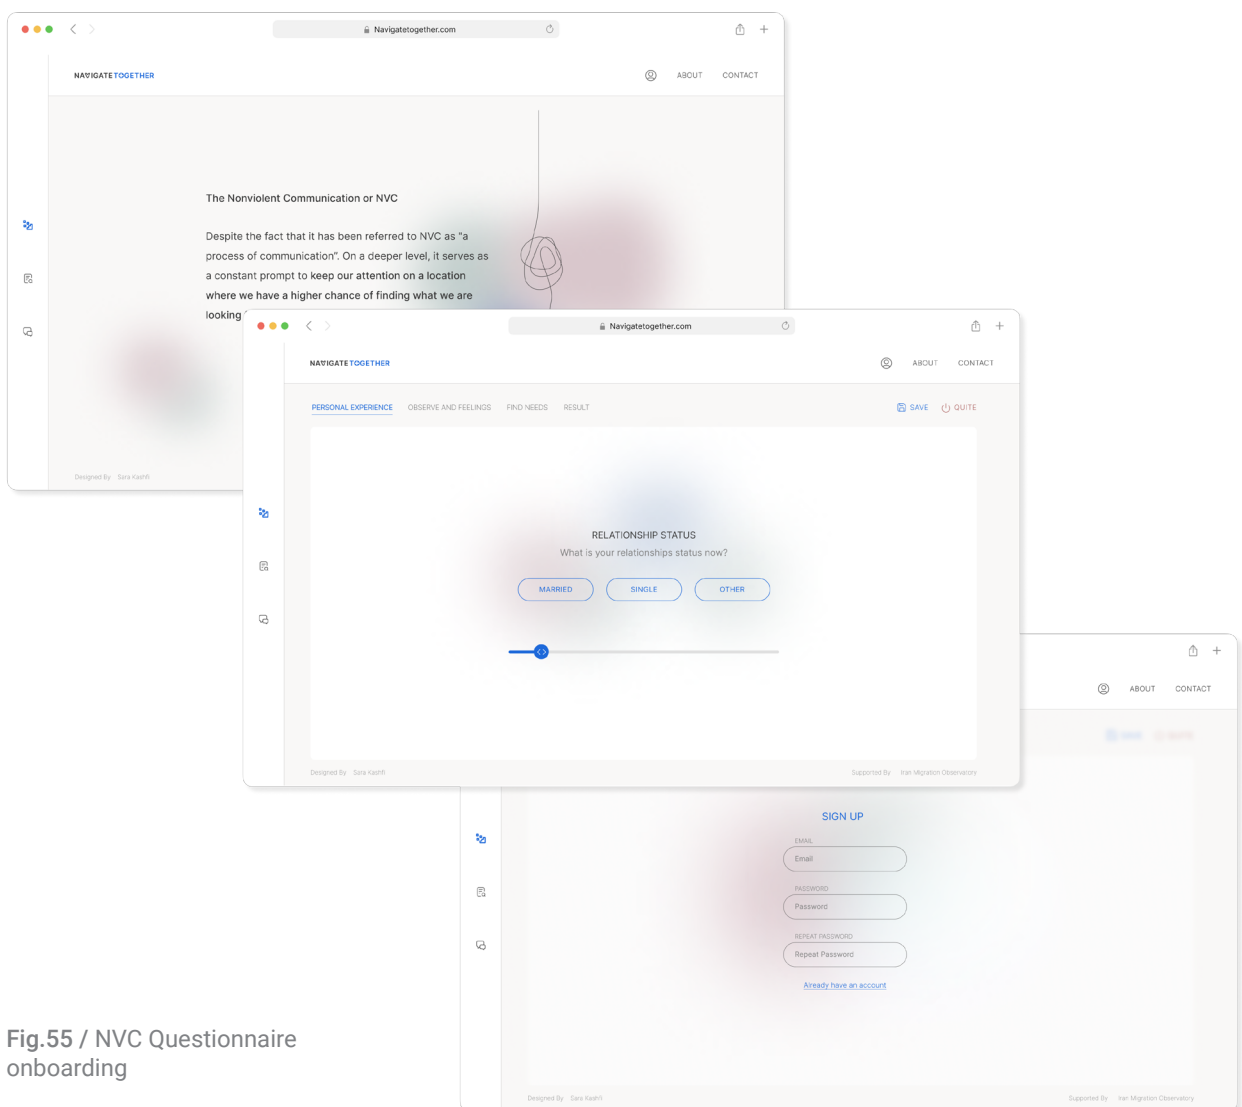 Navigatetogether.com
NAVIGATETOGETHER
ABOUT CONTACT
The Nonviolent Communication or NVC
Despite the fact that it has been referred to NVC as "a
process of communication". On a deeper level, it serves as
a constant prompt to keep our attention on a location
where we have a higher chance of finding what we are
looking
Designed By Sara Kashfi
Navigatetogether.com
NAVIGATETOGETHER
ABOUT CONTACT
PERSONAL EXPERIENCE OBSERVE AND FEELINGS FIND NEEDS RESULT
SAVE QUITE
RELATIONSHIP STATUS
What is your relationships status now?
MARRIED SINGLE OTHER
Designed By Sara Kashfi
Supported By Iran Migration Observatory
ABOUT CONTACT
SIGN UP
EMAIL
Email
PASSWORD
Password
REPEAT PASSWORD
Repeat Password
Already have an account
Designed By Sara Kashfi
Supported By Iran Migration Observatory
Fig.55 / NVC Questionnaire
onboarding